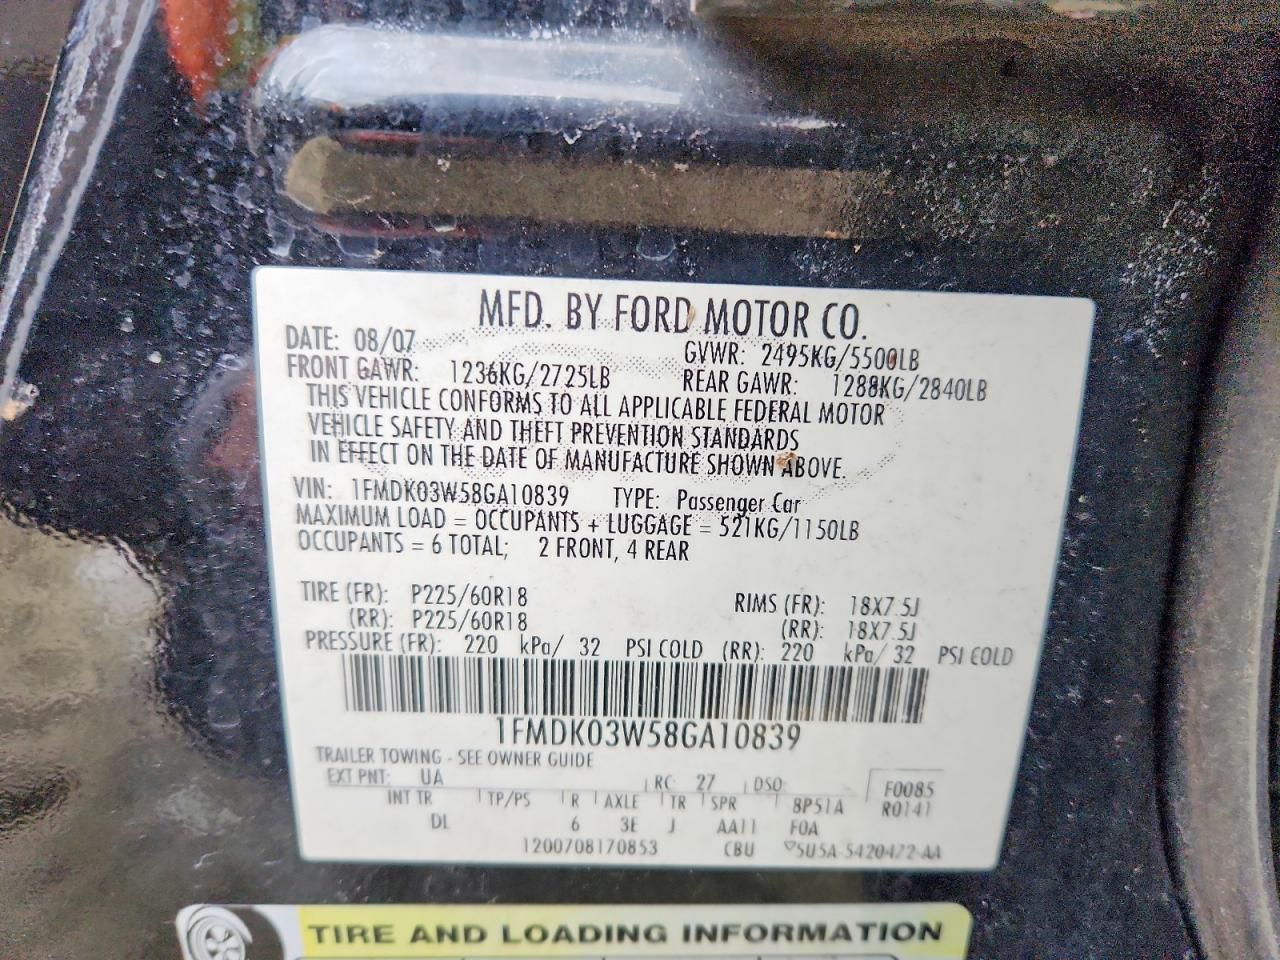 MFD. BY FORD MOTOR CO.
DATE: 08/07 GVWR: 2495KG/5500LB
FRONT GAWR: 1236KG/2725LB REAR GAWR: 1288KG/2840LB
THIS VEHICLE CONFORMS TO ALL APPLICABLE FEDERAL MOTOR
VEHICLE SAFETY AND THEFT PREVENTION STANDARDS
IN EFFECT ON THE DATE OF MANUFACTURE SHOWN ABOVE.
VIN: 1FMDK03W58GA10839 TYPE: Passenger Car
MAXIMUM LOAD = OCCUPANTS + LUGGAGE = 521KG/1150LB
OCCUPANTS = 6 TOTAL; 2 FRONT, 4 REAR
TIRE (FR): P225/60R18 RIMS (FR): 18X7.5J
(RR): P225/60R18 (RR): 18X7.5J
PRESSURE (FR): 220 kPa/ 32 PSI COLD (RR): 220 kPa/ 32 PSI COLD
1FMDK03W58GA10839
TRAILER TOWING - SEE OWNER GUIDE
EXT PNT: UA RC: 27 DSO: F0085
INT TR TP/PS R AXLE TR SPR 8P51A R0141
DL 6 3E J AA11 F0A
1200708170853 CBU ▽5U5A-5420472-AA
TIRE AND LOADING INFORMATION